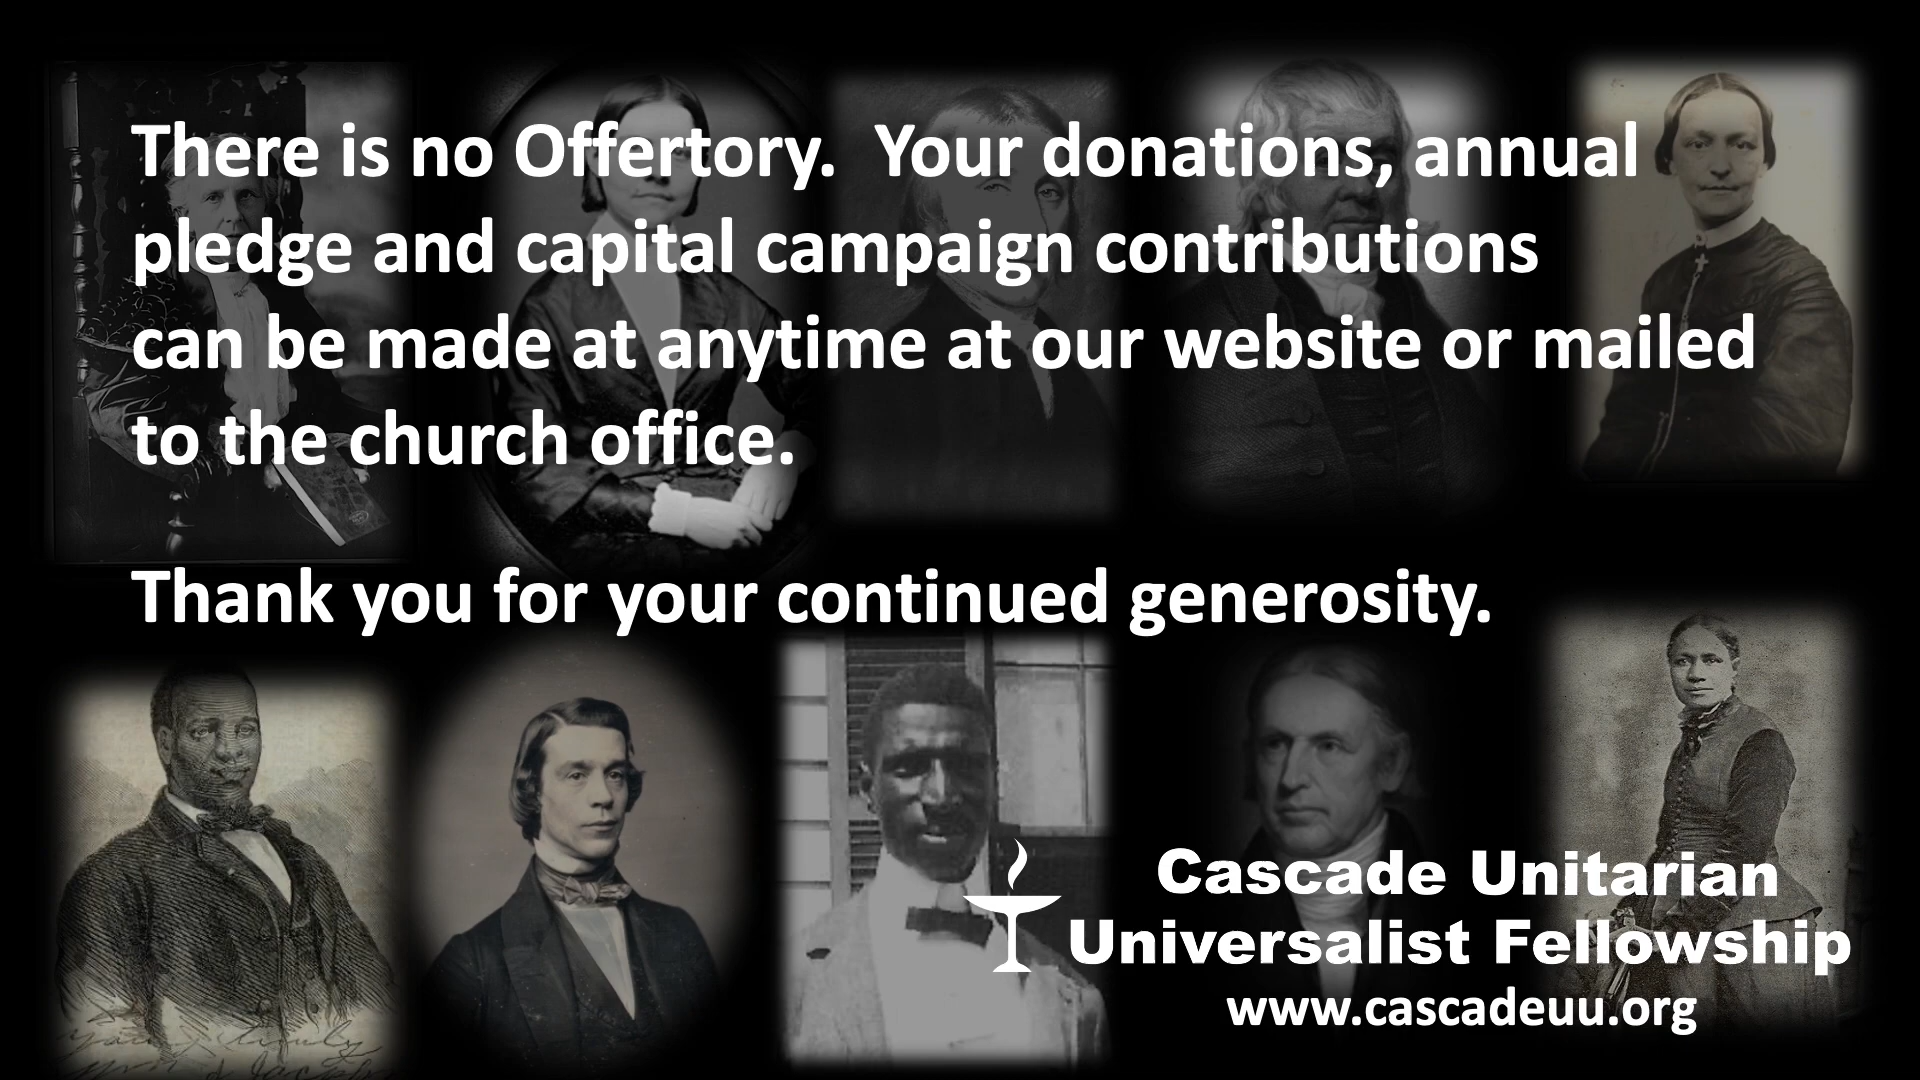 There is no Offertory.  Your donations, annual
pledge and capital campaign contributions
can be made at anytime at our website or mailed
to the church office.
Thank you for your continued generosity.
Cascade Unitarian
Universalist Fellowship
www.cascadeuu.org